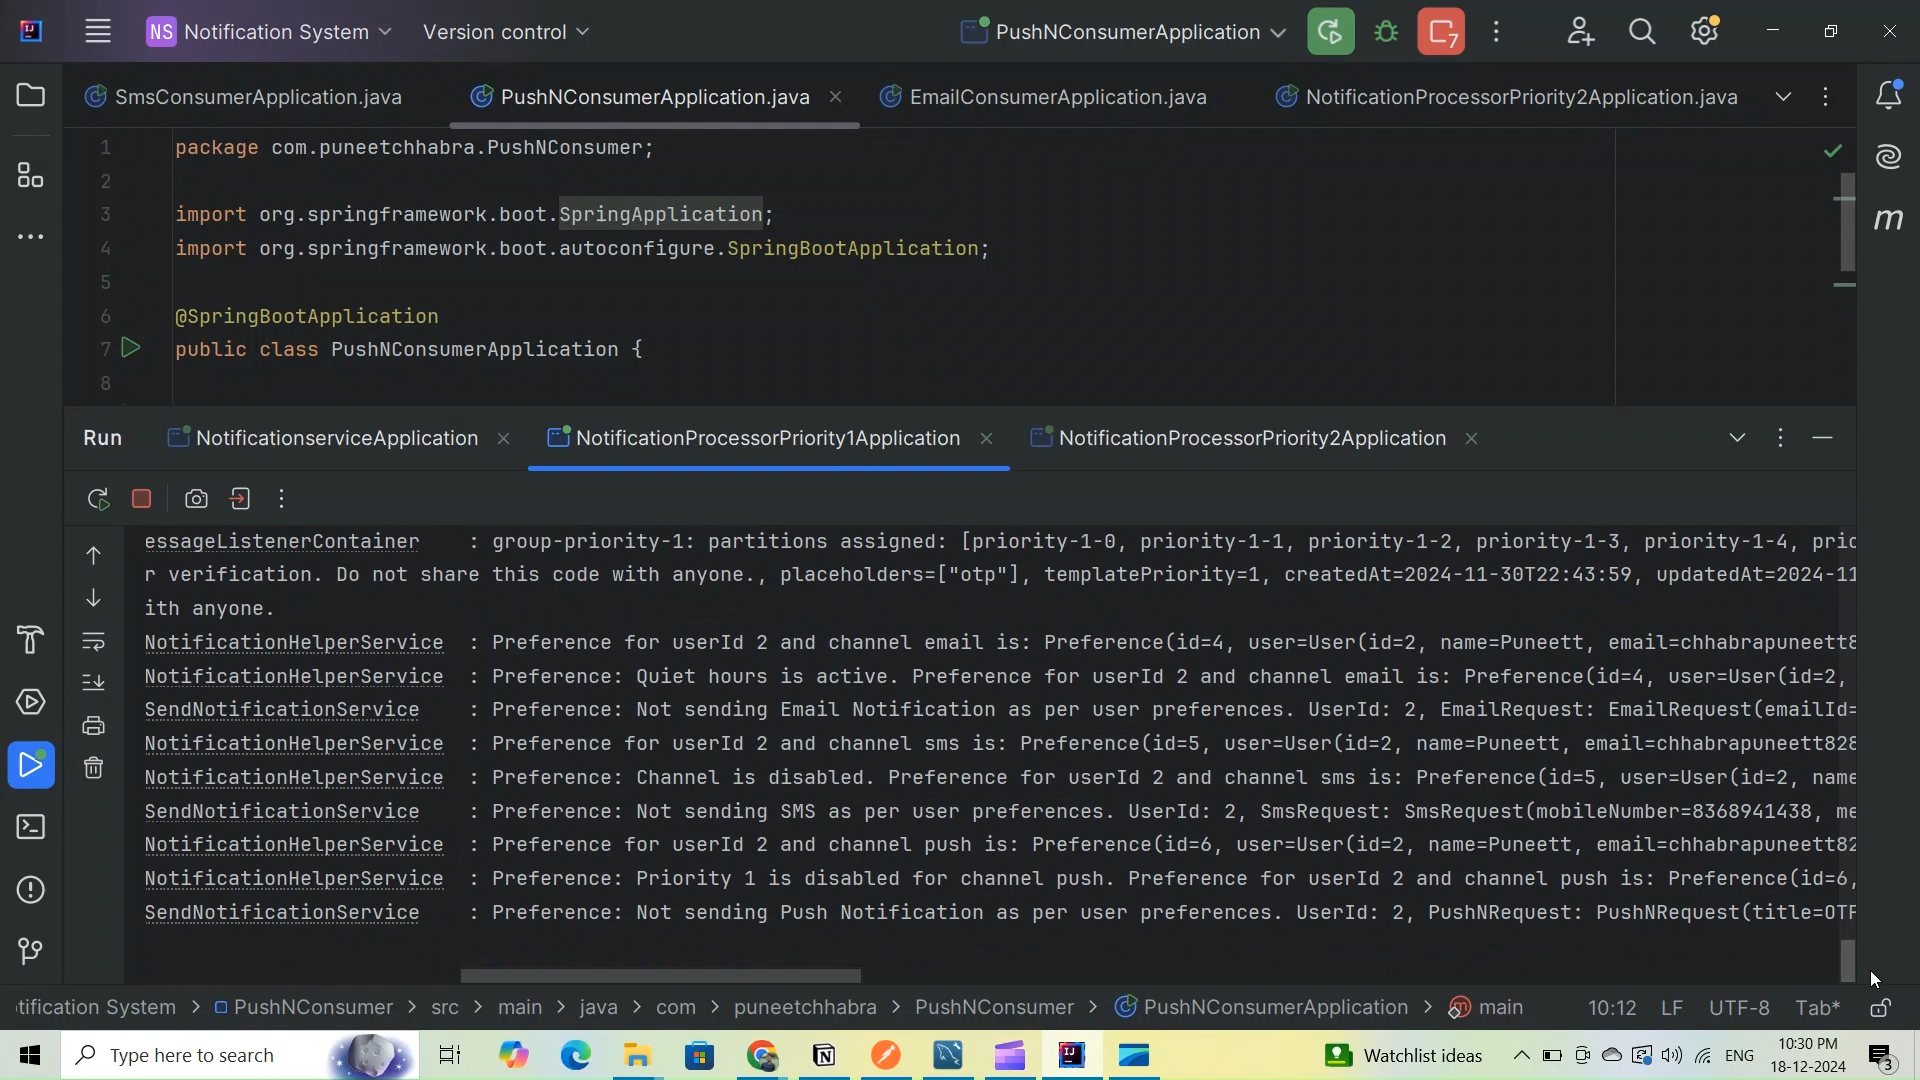 NS Notification System Version control PushNConsumerApplication 7
SmsConsumerApplication.java PushNConsumerApplication.java EmailConsumerApplication.java NotificationProcessorPriority2Application.java
1 package com.puneetchhabra.PushNConsumer;
2
3 import org.springframework.boot.SpringApplication;
4 import org.springframework.boot.autoconfigure.SpringBootApplication;
5
6 @SpringBootApplication
7 public class PushNConsumerApplication {
8
Run NotificationserviceApplication NotificationProcessorPriority1Application NotificationProcessorPriority2Application
essageListenerContainer : group-priority-1: partitions assigned: [priority-1-0, priority-1-1, priority-1-2, priority-1-3, priority-1-4, pric
r verification. Do not share this code with anyone., placeholders=["otp"], templatePriority=1, createdAt=2024-11-30T22:43:59, updatedAt=2024-11
ith anyone.
NotificationHelperService : Preference for userId 2 and channel email is: Preference(id=4, user=User(id=2, name=Puneett, email=chhabrapuneett8
NotificationHelperService : Preference: Quiet hours is active. Preference for userId 2 and channel email is: Preference(id=4, user=User(id=2,
SendNotificationService : Preference: Not sending Email Notification as per user preferences. UserId: 2, EmailRequest: EmailRequest(emailId=
NotificationHelperService : Preference for userId 2 and channel sms is: Preference(id=5, user=User(id=2, name=Puneett, email=chhabrapuneett828
NotificationHelperService : Preference: Channel is disabled. Preference for userId 2 and channel sms is: Preference(id=5, user=User(id=2, name
SendNotificationService : Preference: Not sending SMS as per user preferences. UserId: 2, SmsRequest: SmsRequest(mobileNumber=8368941438, me
NotificationHelperService : Preference for userId 2 and channel push is: Preference(id=6, user=User(id=2, name=Puneett, email=chhabrapuneett82
NotificationHelperService : Preference: Priority 1 is disabled for channel push. Preference for userId 2 and channel push is: Preference(id=6,
SendNotificationService : Preference: Not sending Push Notification as per user preferences. UserId: 2, PushNRequest: PushNRequest(title=OTP
tification System > PushNConsumer > src > main > java > com > puneetchhabra > PushNConsumer > PushNConsumerApplication > main 10:12 LF UTF-8 Tab*
Type here to search Watchlist ideas ENG 10:30 PM
18-12-2024 3